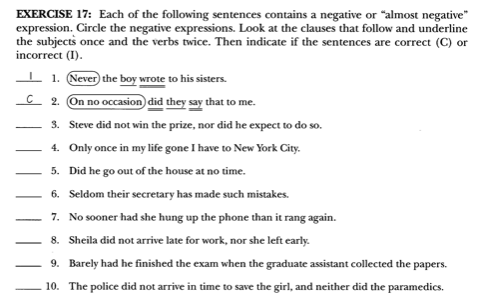 EXERCISE 17: Each of the following sentences contains a negative or "almost negative"
expression. Circle the negative expressions. Look at the clauses that follow and underline
the subjects once and the verbs twice. Then indicate if the sentences are correct (C) or
incorrect (I).
I 1. Never the boy wrote to his sisters.
C 2. On no occasion did they say that to me.
3. Steve did not win the prize, nor did he expect to do so.
4. Only once in my life gone I have to New York City.
5. Did he go out of the house at no time.
6. Seldom their secretary has made such mistakes.
7. No sooner had she hung up the phone than it rang again.
8. Sheila did not arrive late for work, nor she left early.
9. Barely had he finished the exam when the graduate assistant collected the papers.
10. The police did not arrive in time to save the girl, and neither did the paramedics.